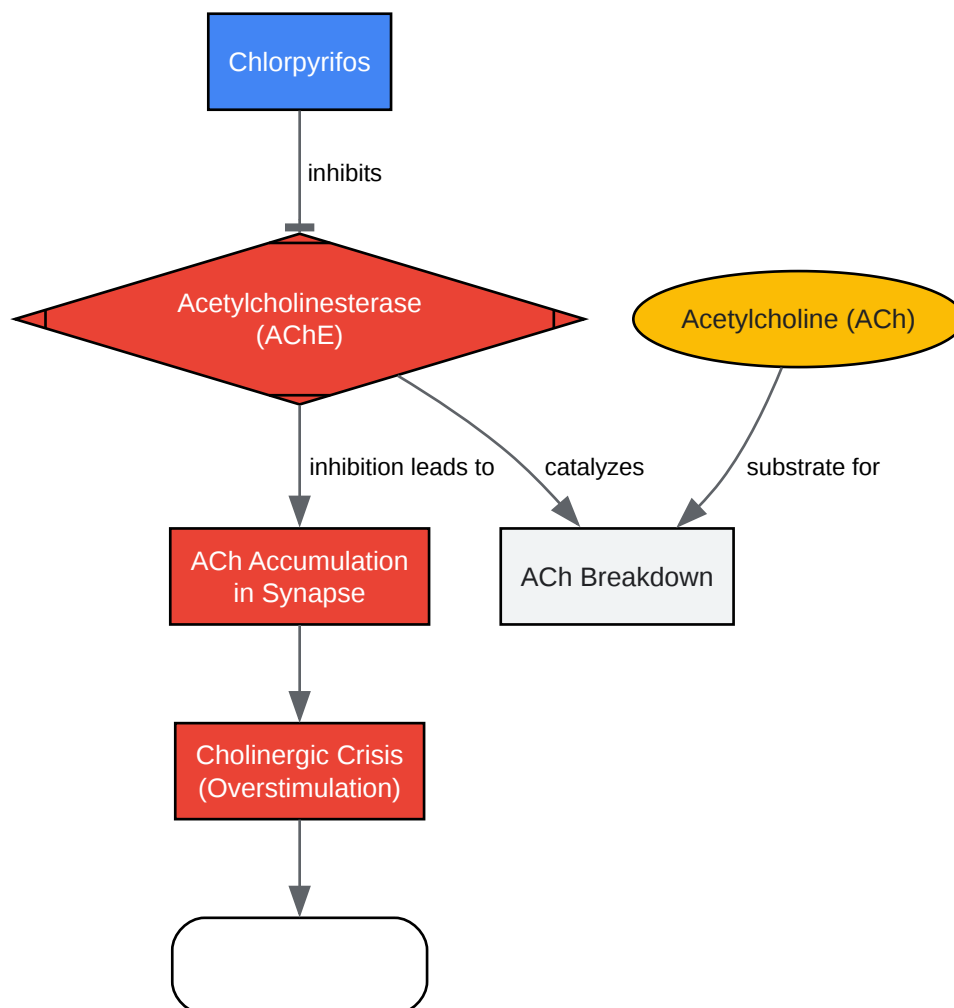 Chlorpyrifos
inhibits
Acetylcholinesterase
(AChE)
Acetylcholine (ACh)
inhibition leads to
catalyzes
substrate for
ACh Accumulation
in Synapse
ACh Breakdown
Cholinergic Crisis
(Overstimulation)